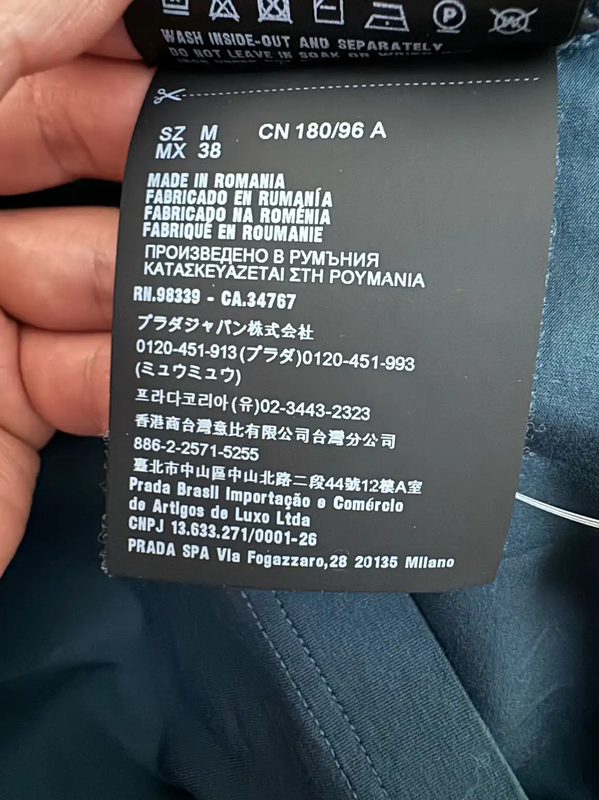 WASH INSIDE-OUT AND SEPARATELY
DO NOT LEAVE IN SOAK OR
SZ M CN 180/96 A
MX 38
MADE IN ROMANIA
FABRICADO EN RUMANÍA
FABRICADO NA ROMÉNIA
FABRIQUÉ EN ROUMANIE
ПРОИЗВЕДЕНО В РУМЪНИЯ
ΚΑΤΑΣΚΕΥΑΖΕΤΑΙ ΣΤΗ ΡΟΥΜΑΝΙΑ
RN.98339 - CA.34767
プラダジャパン株式会社
0120-451-913(プラダ)0120-451-993
(ミュウミュウ)
프라다코리아(유)02-3443-2323
香港商台灣意比有限公司台灣分公司
886-2-2571-5255
臺北市中山區中山北路二段44號12樓A室
Prada Brasil Importação e Comércio
de Artigos de Luxo Ltda
CNPJ 13.633.271/0001-26
PRADA SPA Via Fogazzaro,28 20135 Milano